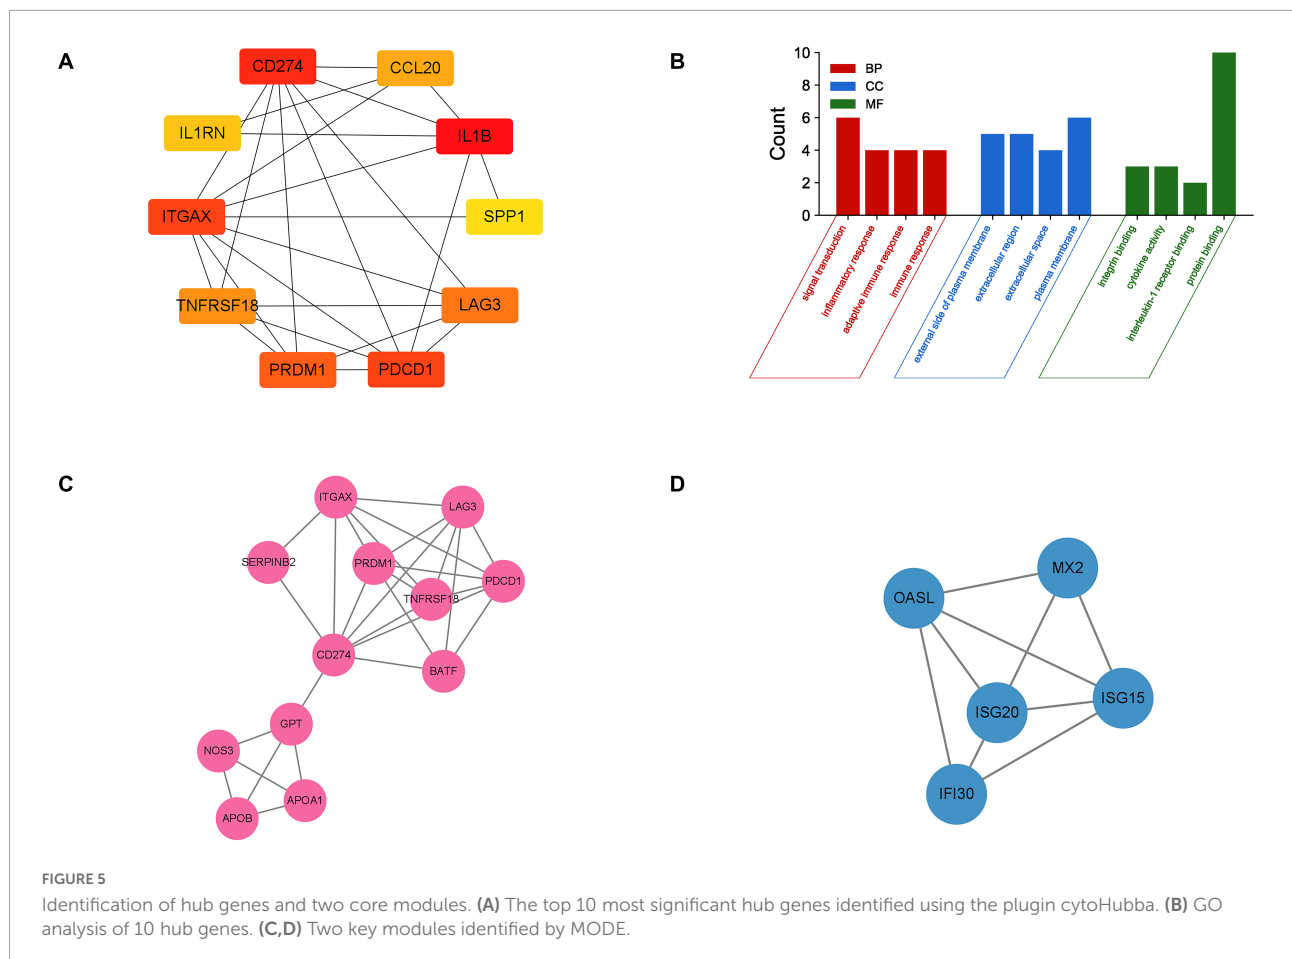 A
CD274
CCL20
IL1RN
IL1B
ITGAX
SPP1
TNFRSF18
LAG3
PRDM1
PDCD1
B
Count
10
8
6
4
2
0
BP
CC
MF
signal transduction
inflammatory response
adaptive immune response
immune response
external side of plasma membrane
extracellular region
extracellular space
plasma membrane
integrin binding
cytokine activity
interleukin-1 receptor binding
protein binding
C
ITGAX
LAG3
SERPINB2
PRDM1
PDCD1
TNFRSF18
CD274
BATF
GPT
NOS3
APOA1
APOB
D
MX2
OASL
ISG15
ISG20
IFI30
FIGURE 5
Identification of hub genes and two core modules. (A) The top 10 most significant hub genes identified using the plugin cytoHubba. (B) GO
analysis of 10 hub genes. (C,D) Two key modules identified by MODE.